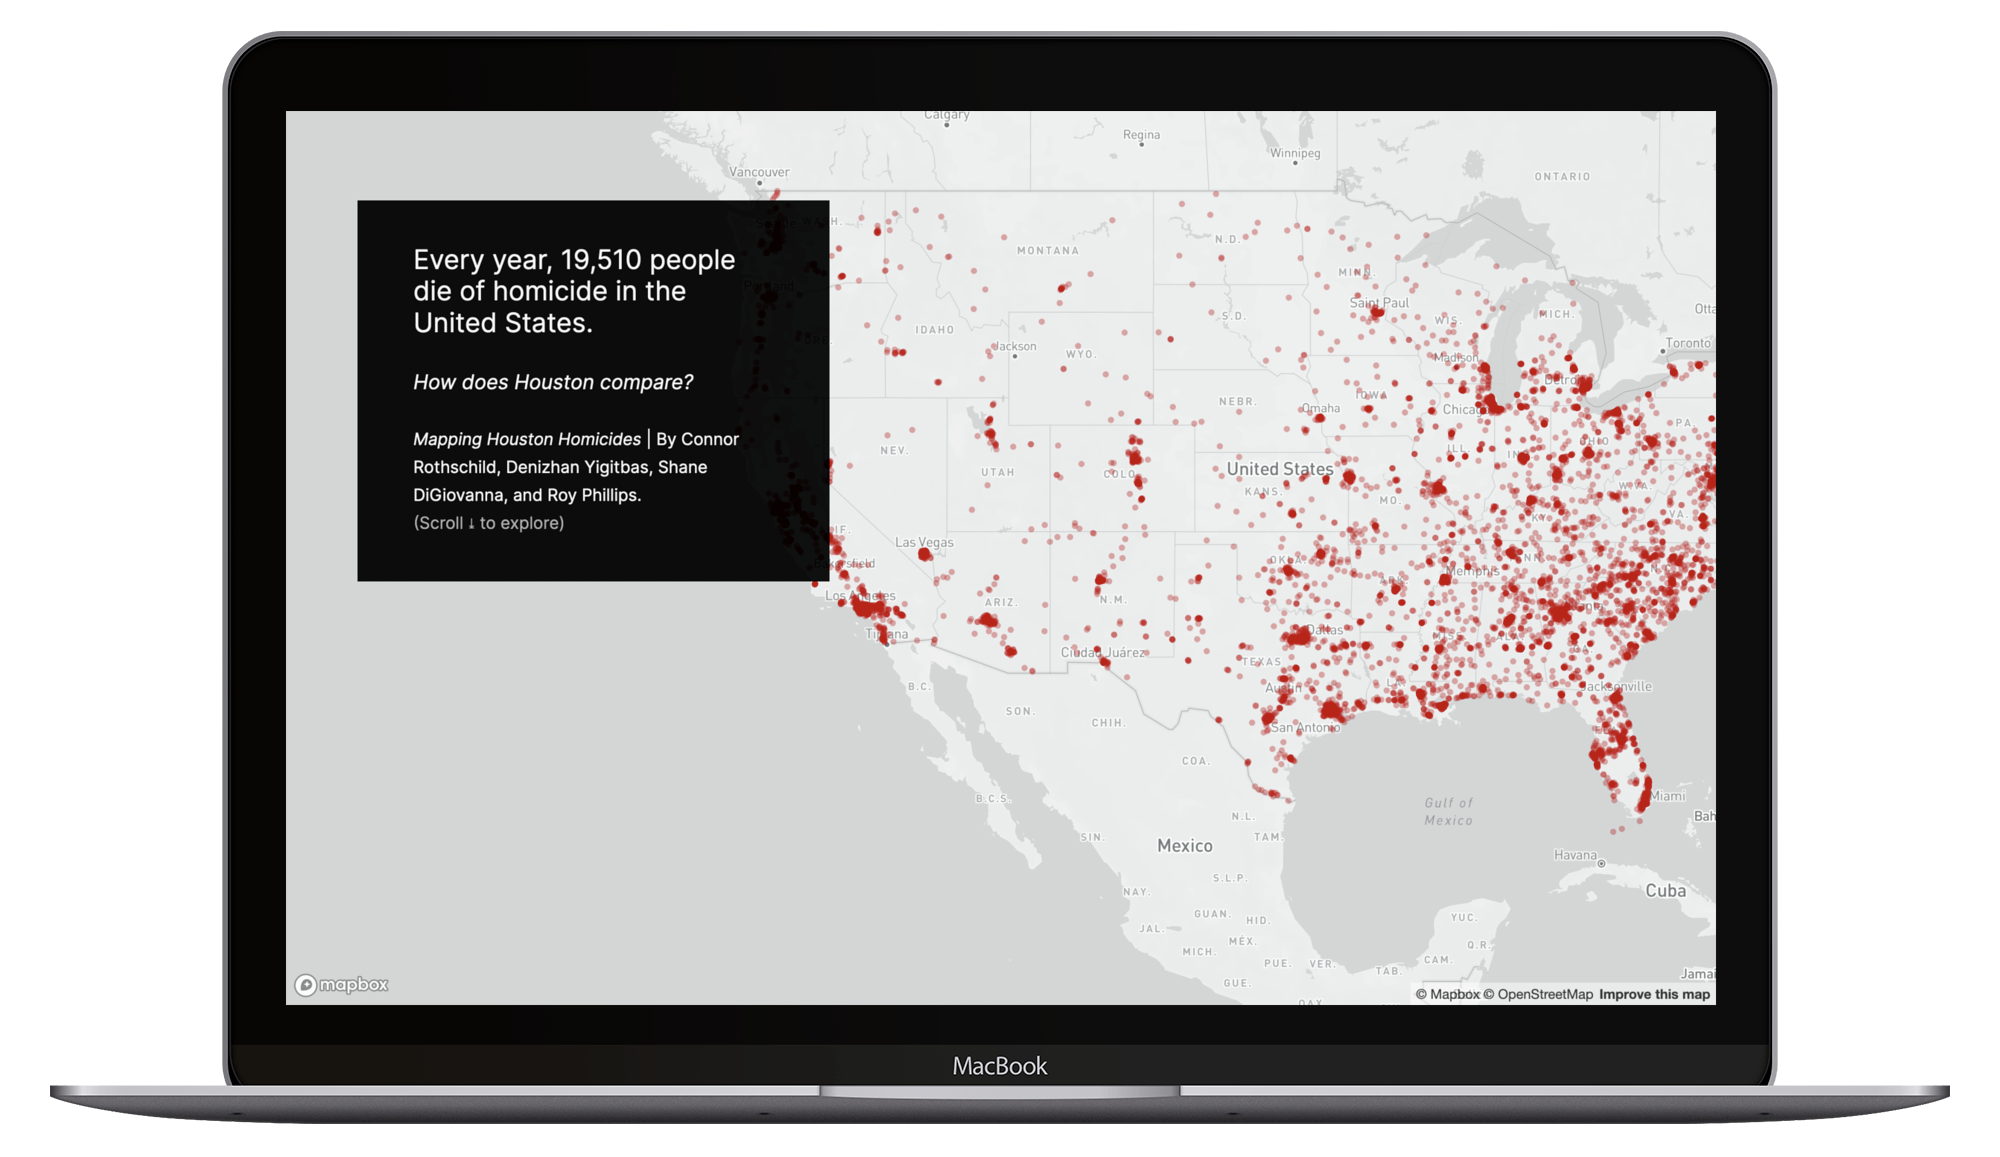 Calgary
Regina
Winnipeg
Vancouver
ONTARIO
Every year, 19,510 people
die of homicide in the
United States.
How does Houston compare?
Mapping Houston Homicides | By Connor
Rothschild, Denizhan Yigitbas, Shane
DiGiovanna, and Roy Phillips.
(Scroll ↓ to explore)
Portland
MONTANA
N.D.
MINN.
Saint Paul
S.D.
WIS.
MICH.
Otta
Toronto
IDAHO
Jackson
WYO.
Madison
Detro
NEBR.
Omaha
IOWA
Chicag
PA.
NEV.
UTAH
COLO
United States
KANS.
MO.
ILL.
OHIO
W.VA.
VA.
KY.
Las Vegas
OKLA.
Memphis
Los Angeles
ARIZ.
N.M.
ARK.
Tijuana
Ciudad Juárez
Dallas
TEXAS
MISS.
ALA.
GA.
Austin
LA.
Jacksonville
San Antonio
B.C.
SON.
CHIH.
COA.
B.C.S.
Gulf of
Mexico
Miami
Bah
N.L.
SIN.
Mexico
TAM.
Havana
Cuba
NAY.
S.L.P.
GUAN.
HID.
YUC.
JAL.
MICH.
MÉX.
Q.R.
PUE.
VER.
TAB.
CAM.
GUE.
OAX.
Jamai
mapbox
© Mapbox © OpenStreetMap Improve this map
MacBook